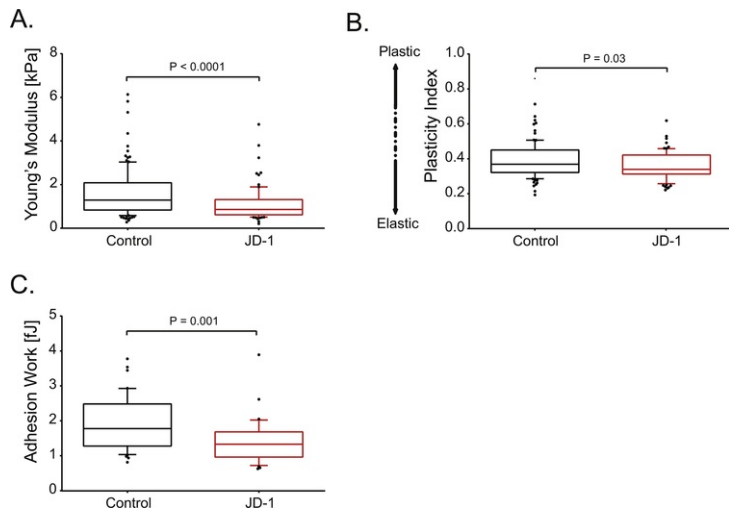 A.
Young's Modulus [kPa]
8
6
4
2
0
P < 0.0001
Control
JD-1
B.
Plastic
Elastic
Plasticity Index
1.0
0.8
0.6
0.4
0.2
0.0
P = 0.03
Control
JD-1
C.
Adhesion Work [fJ]
5
4
3
2
1
0
P = 0.001
Control
JD-1